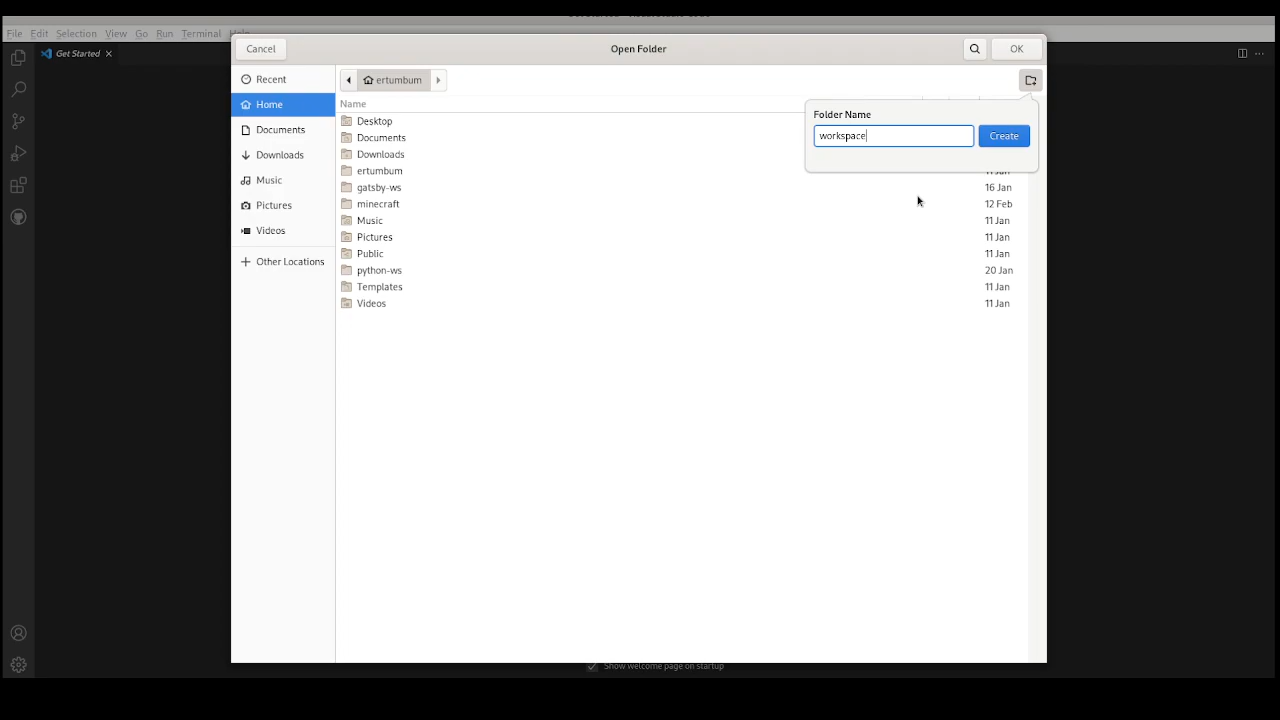 File Edit Selection View Go Run Terminal Help
Get Started
Cancel
Open Folder
OK
Recent
Home
Documents
Downloads
Music
Pictures
Videos
Other Locations
ertumbum
Name
Folder Name
workspace
Create
Desktop
Documents
Downloads
ertumbum 11 Jan
gatsby-ws 16 Jan
minecraft 12 Feb
Music 11 Jan
Pictures 11 Jan
Public 11 Jan
python-ws 20 Jan
Templates 11 Jan
Videos 11 Jan
Show welcome page on startup